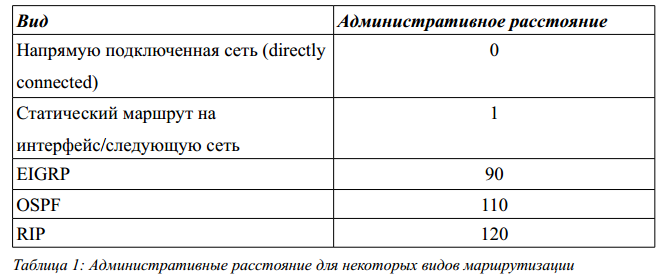 Вид Административное расстояние
Напрямую подключенная сеть (directly 0
connected)
Статический маршрут на 1
интерфейс/следующую сеть
EIGRP 90
OSPF 110
RIP 120
Таблица 1: Административные расстояние для некоторых видов маршрутизации